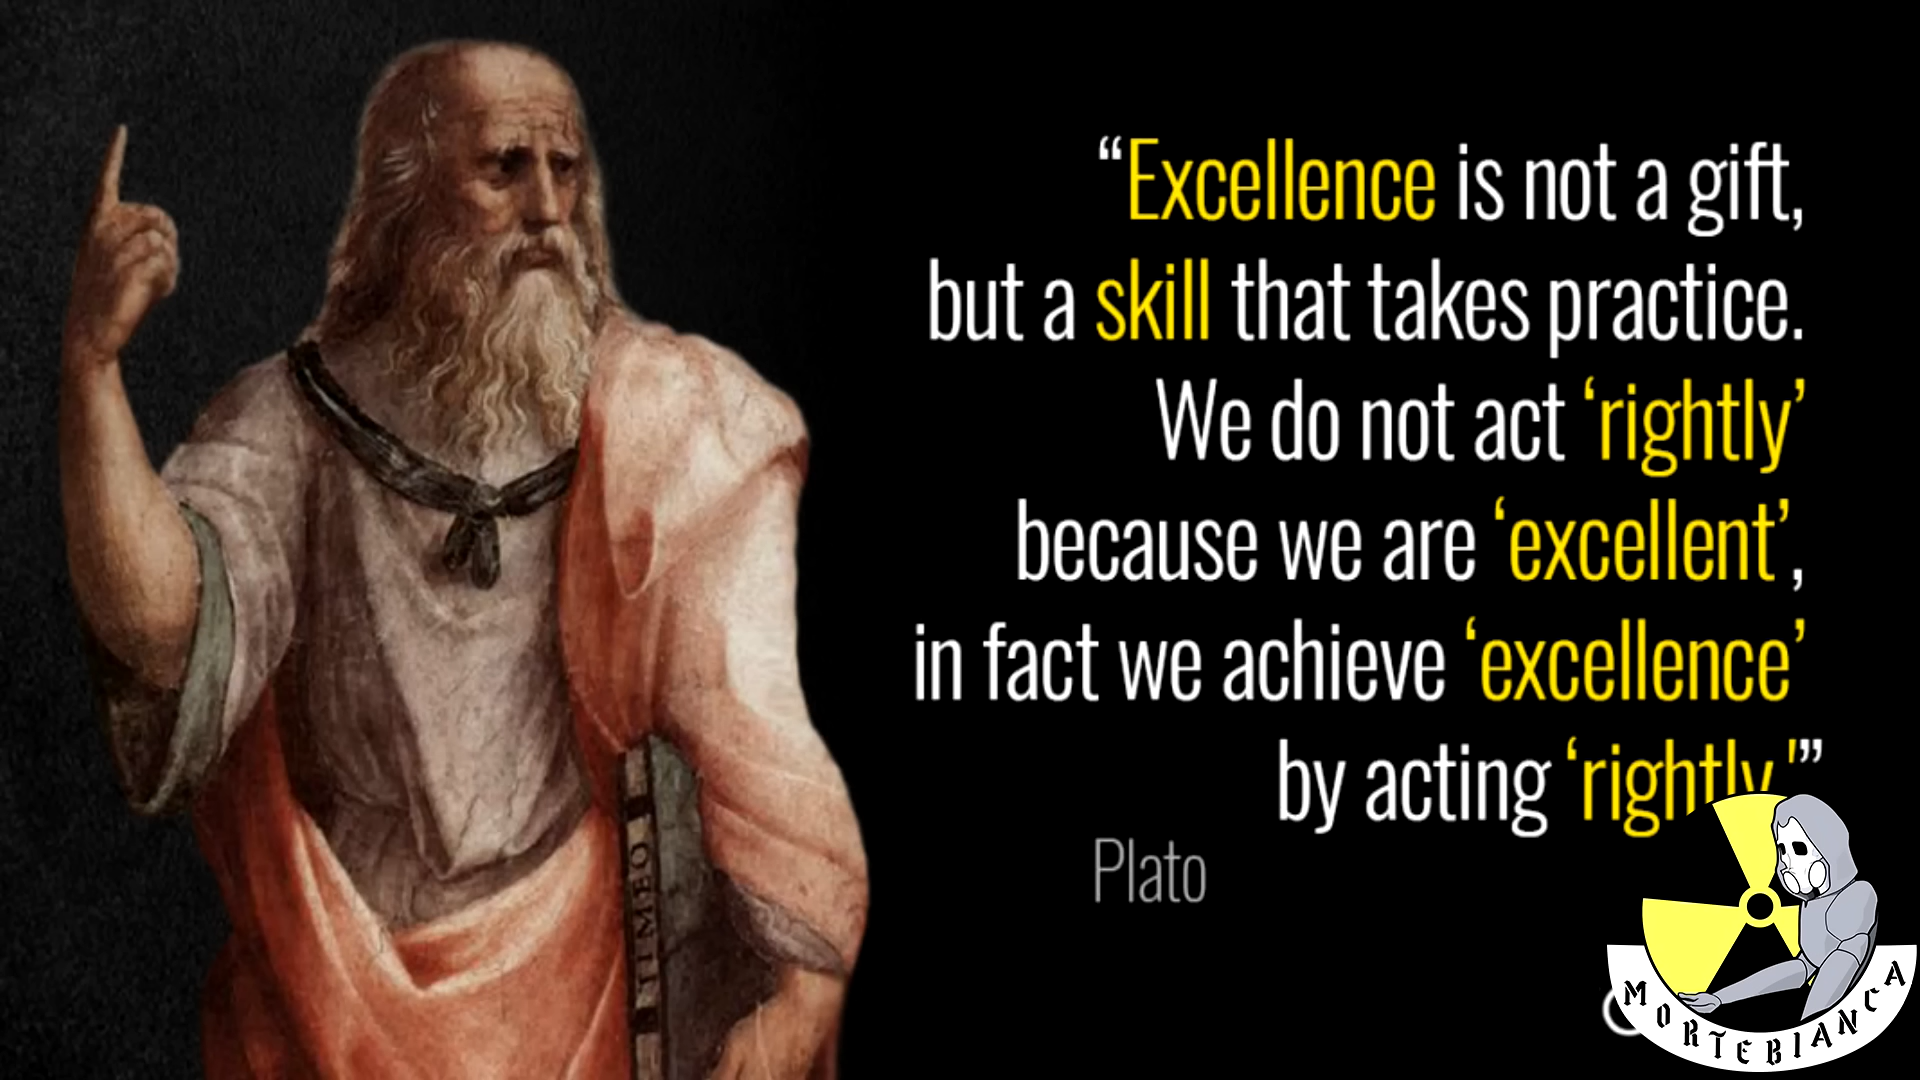 “Excellence is not a gift,
but a skill that takes practice.
We do not act ‘rightly’
because we are ‘excellent’,
in fact we achieve ‘excellence’
by acting ‘rightly.'”
Plato
TIMEO
MORTEBIANCA